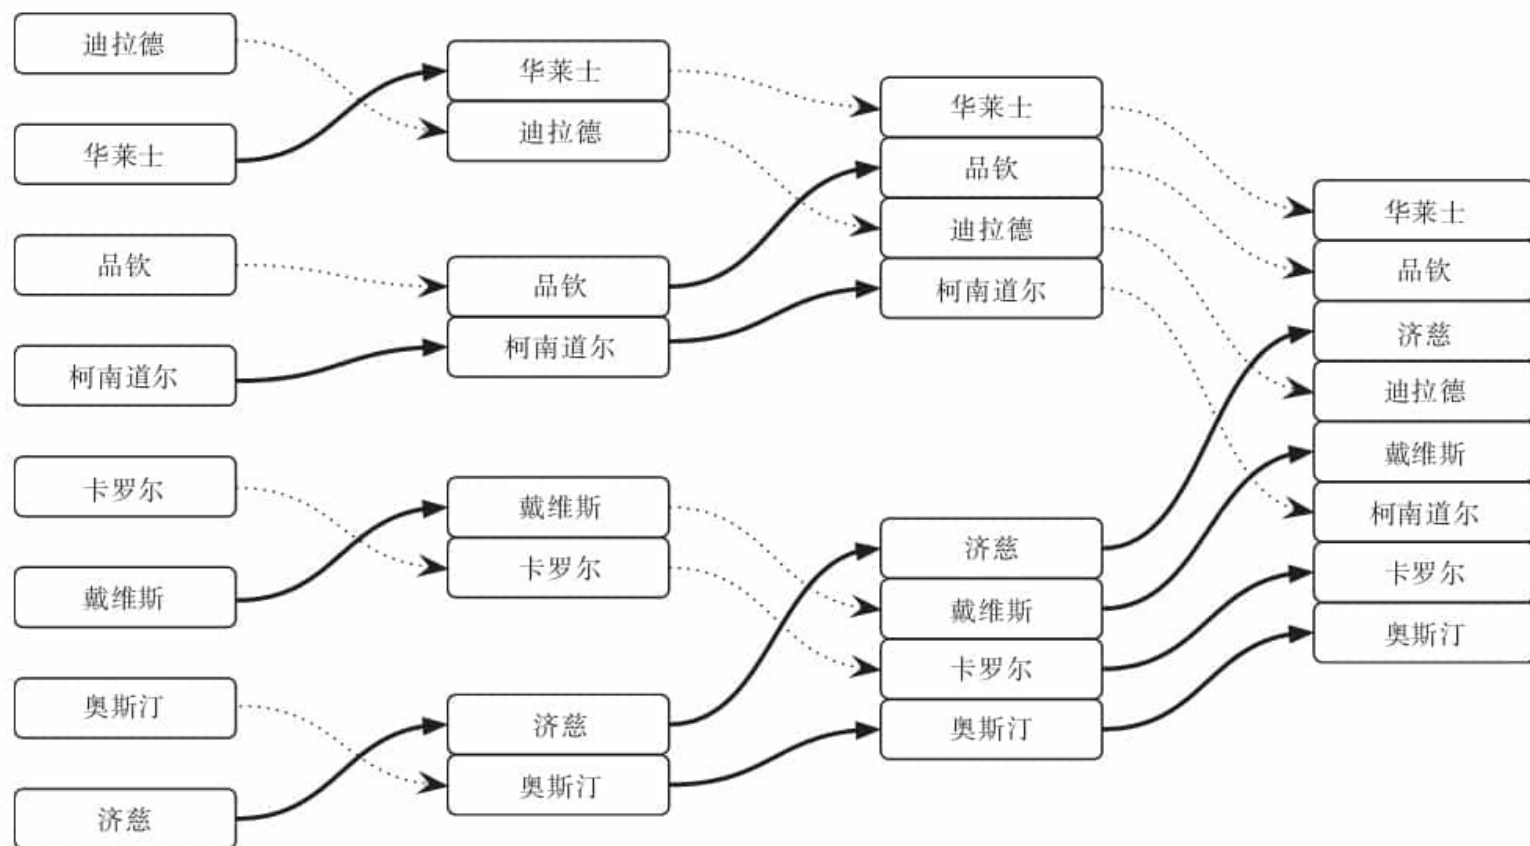 迪拉德
华莱士
品钦
柯南道尔
卡罗尔
戴维斯
奥斯汀
济慈
华莱士
迪拉德
品钦
柯南道尔
戴维斯
卡罗尔
济慈
奥斯汀
华莱士
品钦
迪拉德
柯南道尔
济慈
戴维斯
卡罗尔
奥斯汀
华莱士
品钦
济慈
迪拉德
戴维斯
柯南道尔
卡罗尔
奥斯汀